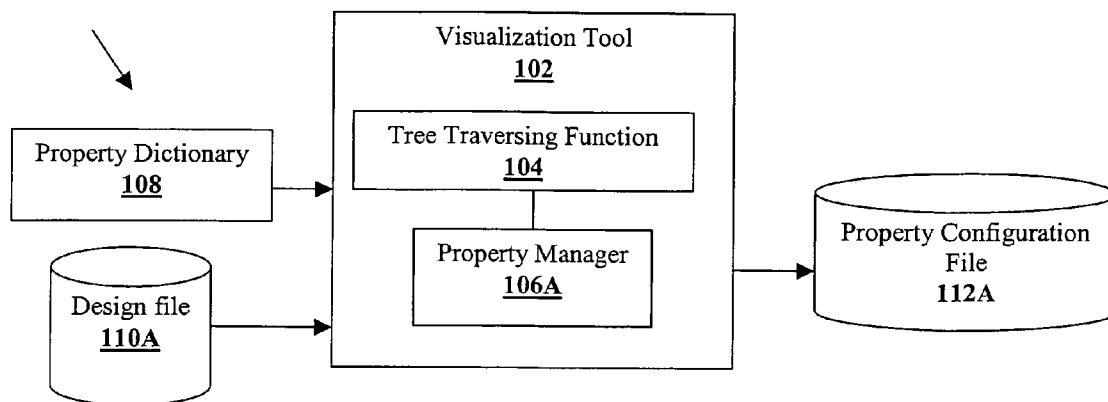 Visualization Tool
102
Tree Traversing Function
104
Property Dictionary
108
Property Manager
106A
Property Configuration
File
112A
Design file
110A